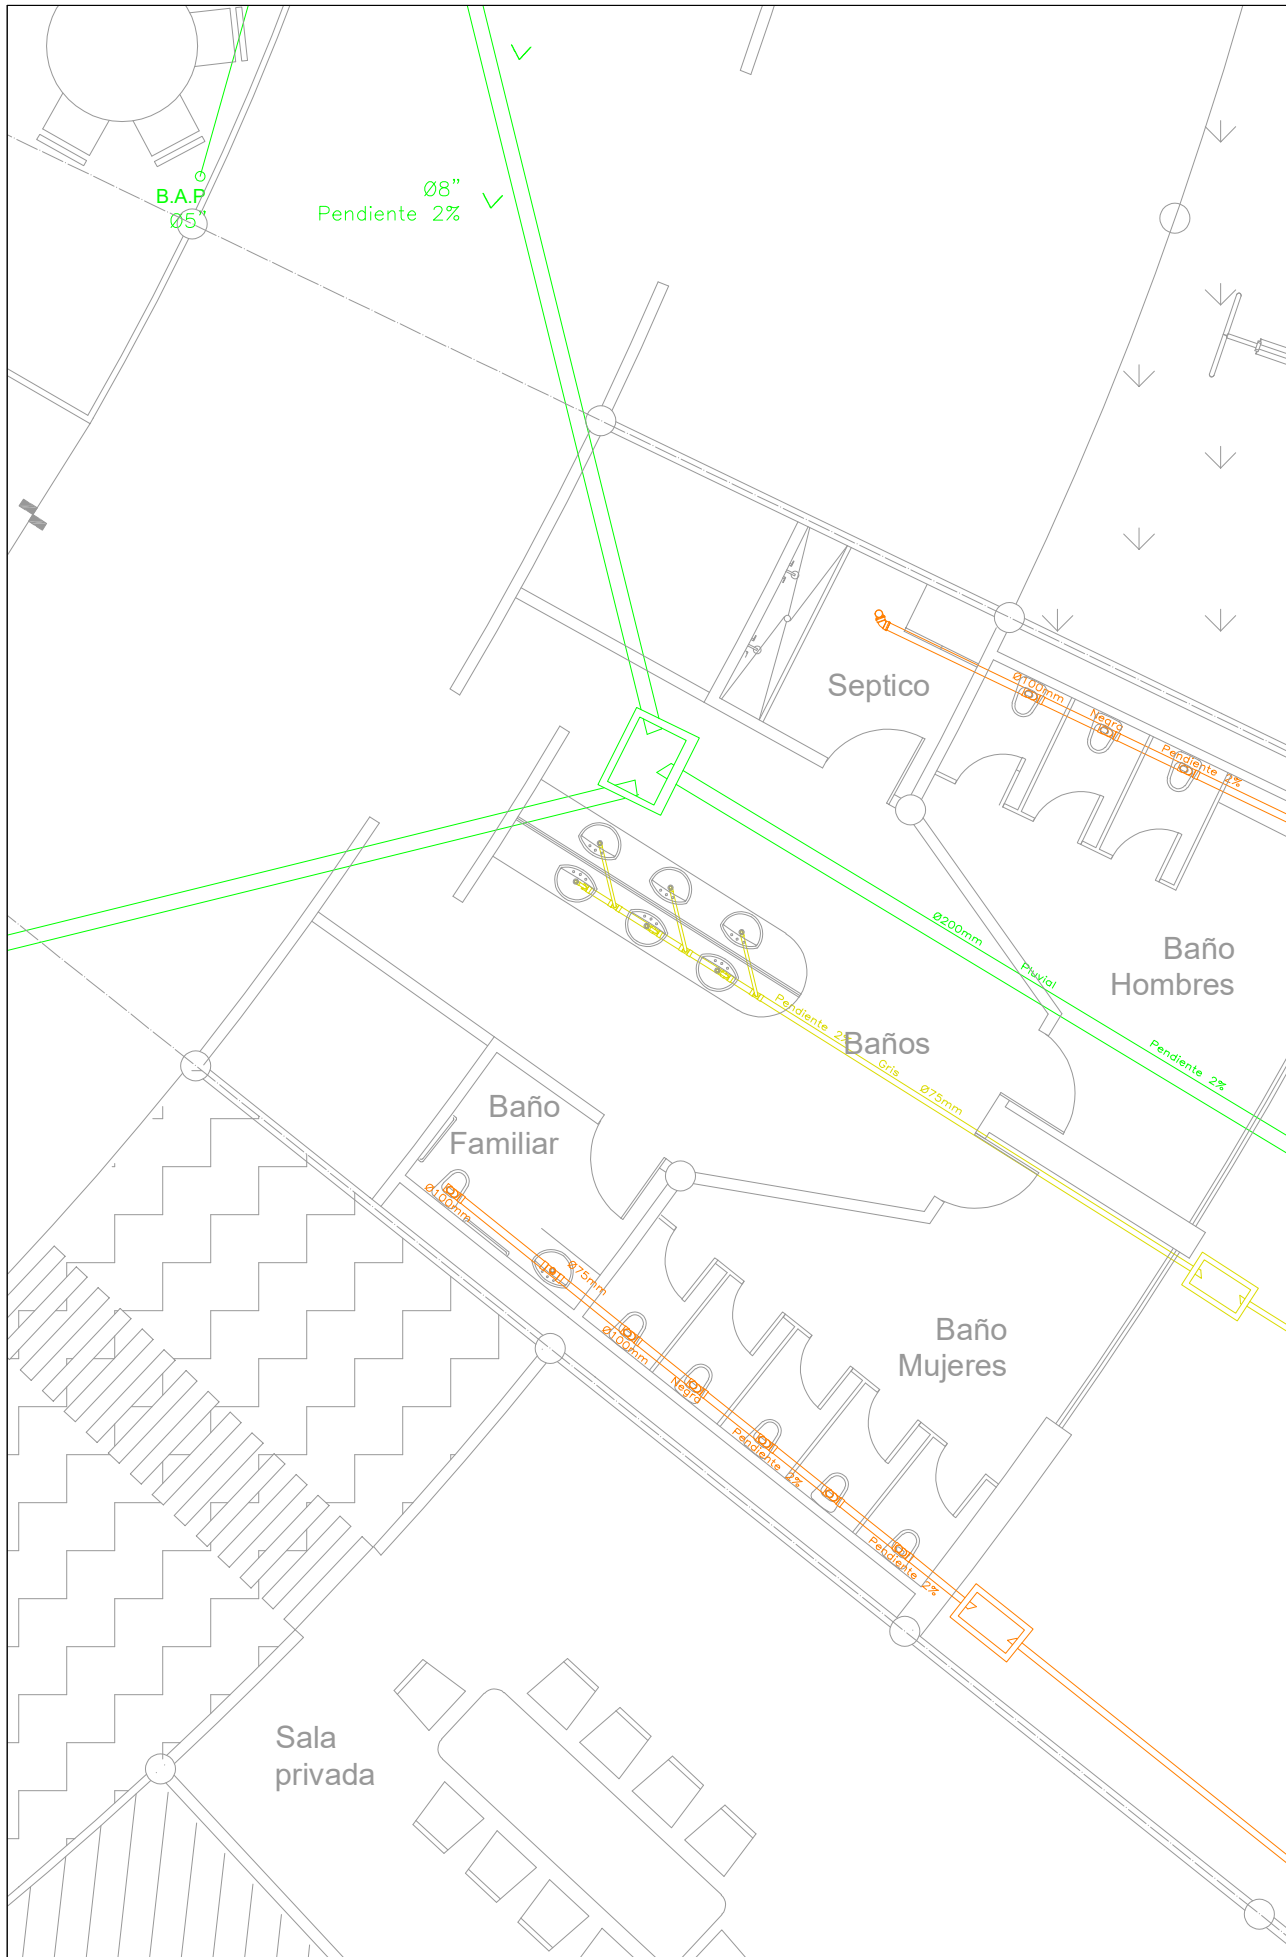 B.A.P
Ø5”
Ø8”
Pendiente 2%
Septico
Ø100mm
Negro
Pendiente 2%
Baño
Hombres
Ø200mm
Pluvial
Pendiente 2%
Pendiente 2%
Gris
Ø75mm
Baños
Baño
Familiar
Ø100mm
Ø75mm
Ø100mm
Negro
Pendiente 2%
Pendiente 2%
Baño
Mujeres
Sala
privada